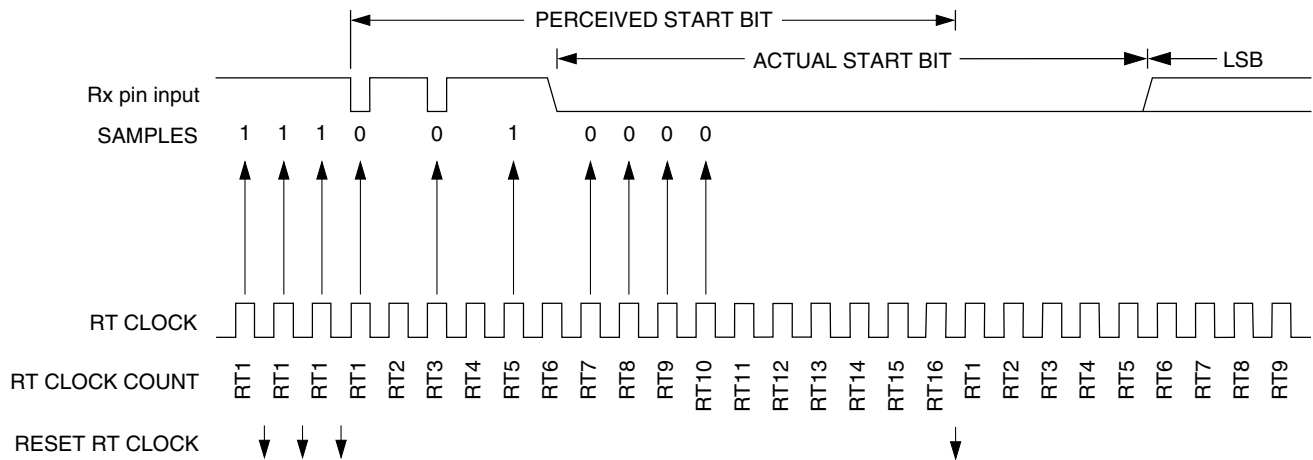 PERCEIVED START BIT
ACTUAL START BIT
LSB
Rx pin input
SAMPLES 1 1 1 0 0 1 0 0 0 0
RT CLOCK
RT CLOCK COUNT RT1 RT1 RT1 RT1 RT2 RT3 RT4 RT5 RT6 RT7 RT8 RT9 RT10 RT11 RT12 RT13 RT14 RT15 RT16 RT1 RT2 RT3 RT4 RT5 RT6 RT7 RT8 RT9
RESET RT CLOCK